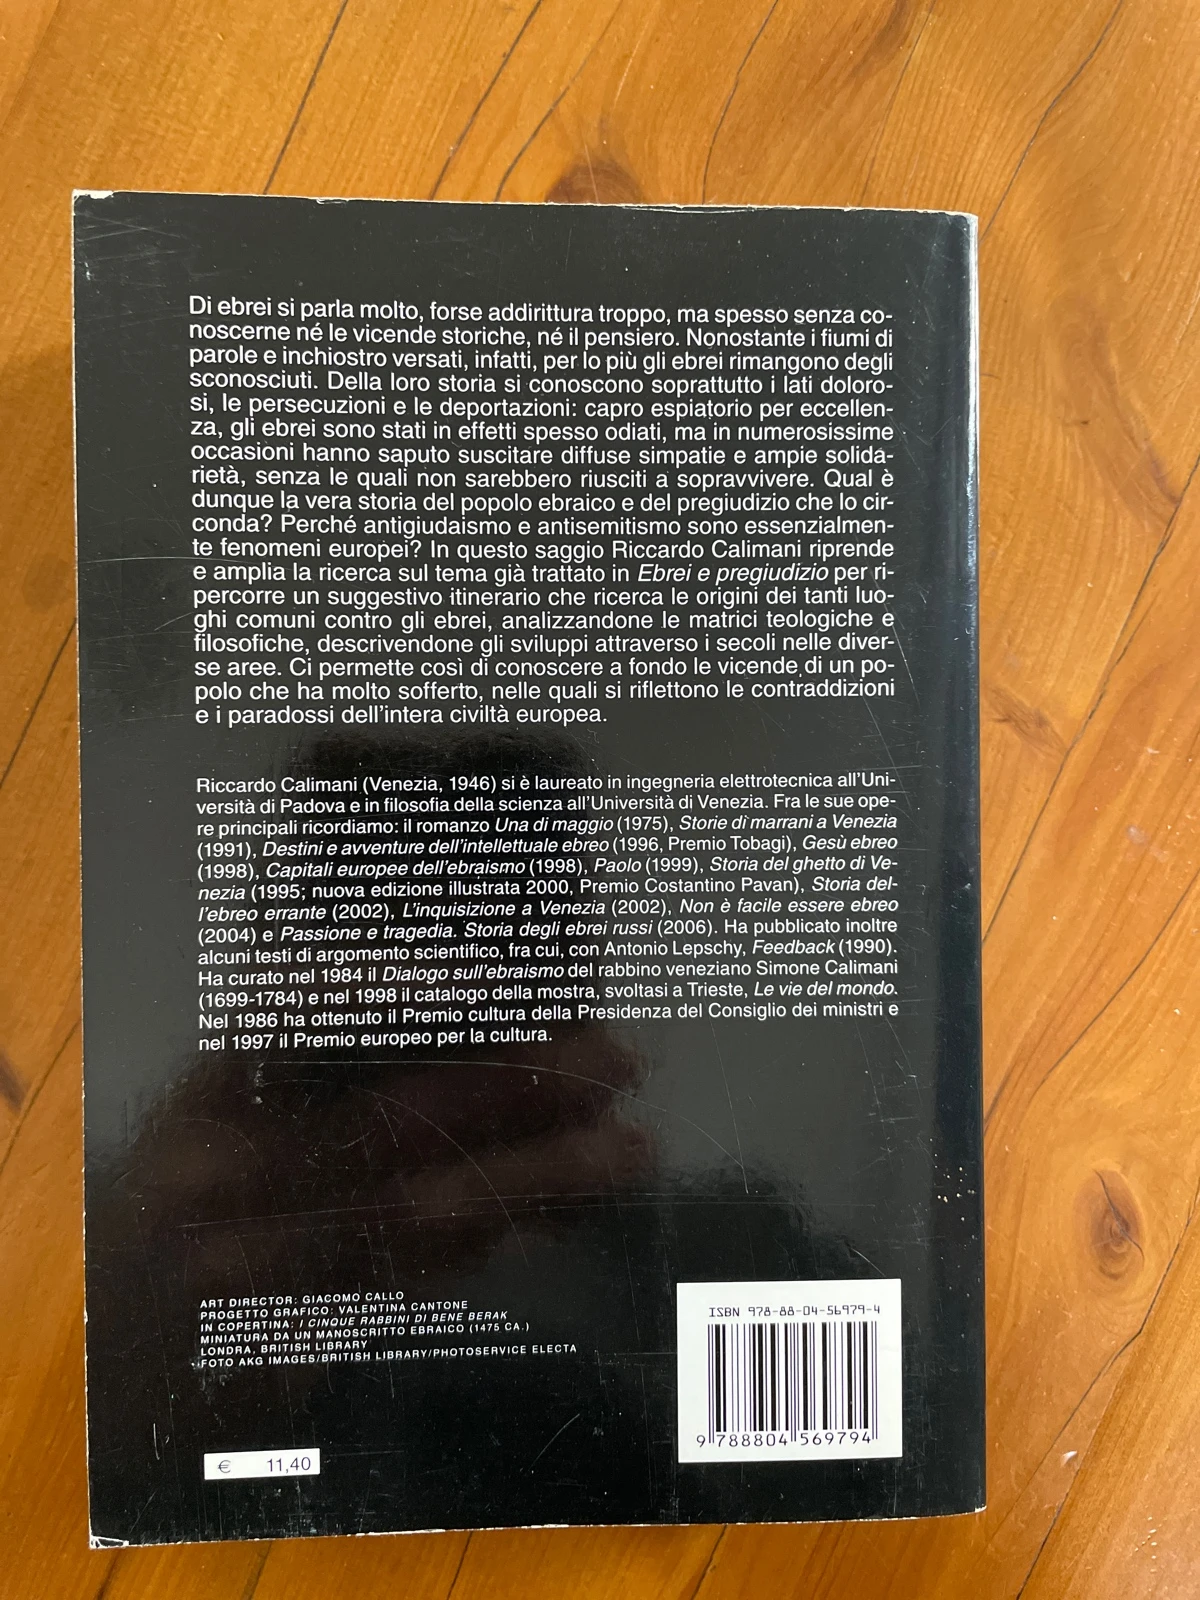 Di ebrei si parla molto, forse addirittura troppo, ma spesso senza co-
noscerne né le vicende storiche, né il pensiero. Nonostante i fiumi di
parole e inchiostro versati, infatti, per lo più gli ebrei rimangono degli
sconosciuti. Della loro storia si conoscono soprattutto i lati doloro-
si, le persecuzioni e le deportazioni: capro espiatorio per eccellen-
za, gli ebrei sono stati in effetti spesso odiati, ma in numerosissime
occasioni hanno saputo suscitare diffuse simpatie e ampie solida-
rietà, senza le quali non sarebbero riusciti a sopravvivere. Qual è
dunque la vera storia del popolo ebraico e del pregiudizio che lo cir-
conda? Perché antigiudaismo e antisemitismo sono essenzialmen-
te fenomeni europei? In questo saggio Riccardo Calimani riprende
e amplia la ricerca sul tema già trattato in Ebrei e pregiudizio per ri-
percorre un suggestivo itinerario che ricerca le origini dei tanti luo-
ghi comuni contro gli ebrei, analizzandone le matrici teologiche e
filosofiche, descrivendone gli sviluppi attraverso i secoli nelle diver-
se aree. Ci permette così di conoscere a fondo le vicende di un po-
polo che ha molto sofferto, nelle quali si riflettono le contraddizioni
e i paradossi dell'intera civiltà europea.
Riccardo Calimani (Venezia, 1946) si è laureato in ingegneria elettrotecnica all'Uni-
versità di Padova e in filosofia della scienza all'Università di Venezia. Fra le sue ope-
re principali ricordiamo: il romanzo Una di maggio (1975), Storie di marrani a Venezia
(1991), Destini e avventure dell'intellettuale ebreo (1996, Premio Tobagi), Gesù ebreo
(1998), Capitali europee dell'ebraismo (1998), Paolo (1999), Storia del ghetto di Ve-
nezia (1995; nuova edizione illustrata 2000, Premio Costantino Pavan), Storia del-
l'ebreo errante (2002), L'inquisizione a Venezia (2002), Non è facile essere ebreo
(2004) e Passione e tragedia. Storia degli ebrei russi (2006). Ha pubblicato inoltre
alcuni testi di argomento scientifico, fra cui, con Antonio Lepschy, Feedback (1990).
Ha curato nel 1984 il Dialogo sull'ebraismo del rabbino veneziano Simone Calimani
(1699-1784) e nel 1998 il catalogo della mostra, svoltasi a Trieste, Le vie del mondo.
Nel 1986 ha ottenuto il Premio cultura della Presidenza del Consiglio dei ministri e
nel 1997 il Premio europeo per la cultura.
ART DIRECTOR: GIACOMO CALLO
PROGETTO GRAFICO: VALENTINA CANTONE
IN COPERTINA: I CINQUE RABBINI DI BENE BERAK
MINIATURA DA UN MANOSCRITTO EBRAICO (1475 CA.)
LONDRA, BRITISH LIBRARY
FOTO AKG IMAGES/BRITISH LIBRARY/PHOTOSERVICE ELECTA
€ 11,40
ISBN 978-88-04-56979-4
9 788804 569794